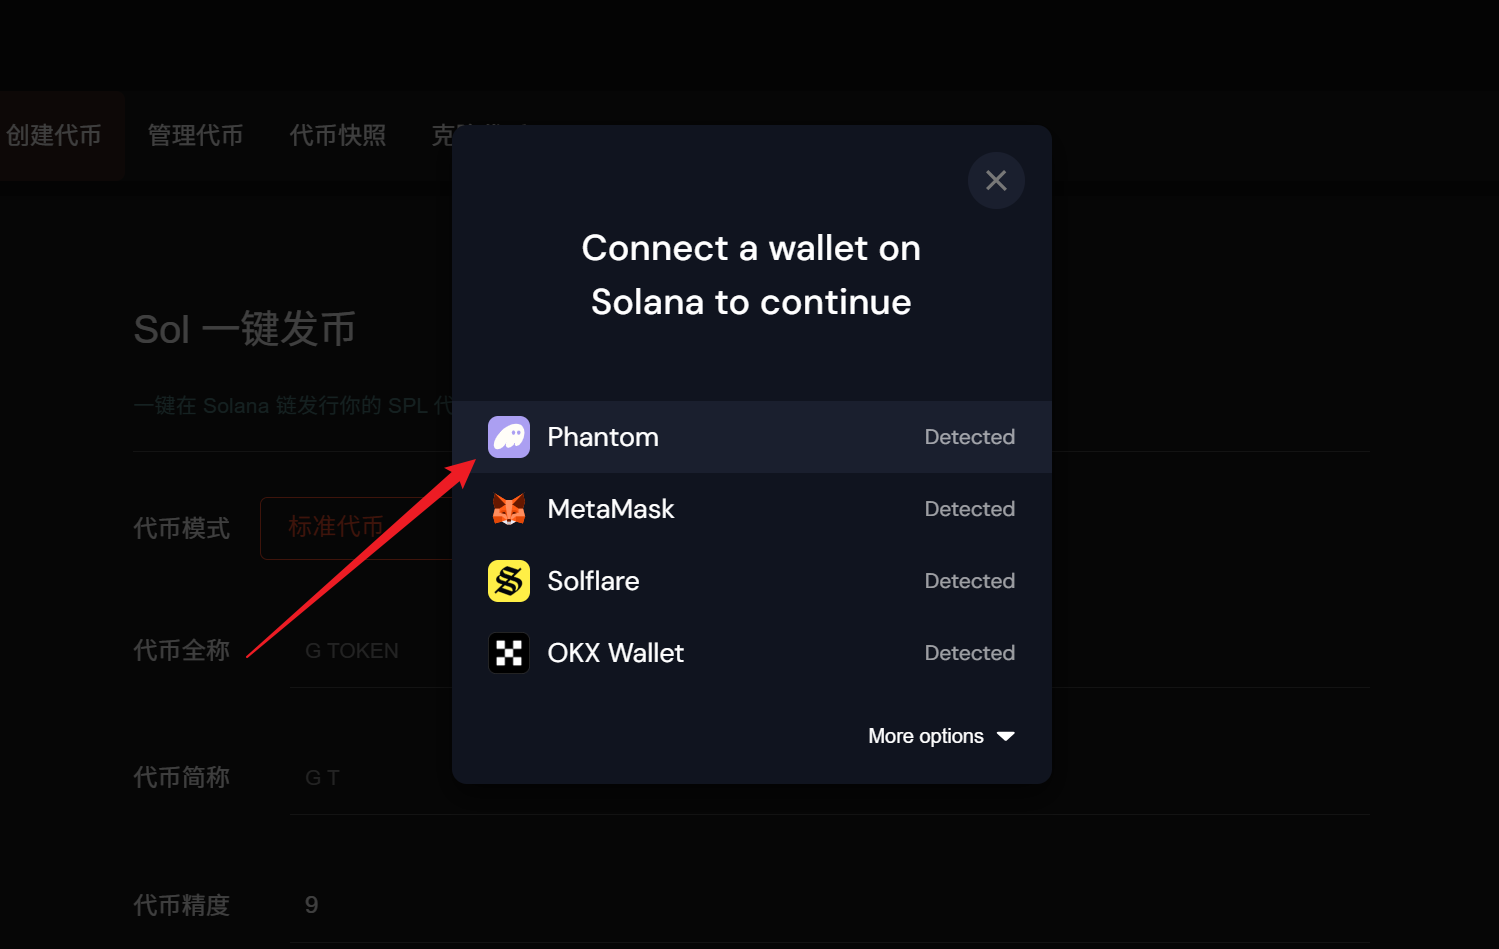 创建代币
管理代币
代币快照
Connect a wallet on
Solana to continue
Sol 一键发币
一键在 Solana 链发行你的 SPL 代
Phantom
Detected
代币模式
标准代币
MetaMask
Detected
Solflare
Detected
代币全称
G TOKEN
OKX Wallet
Detected
More options
代币简称
G T
代币精度
9